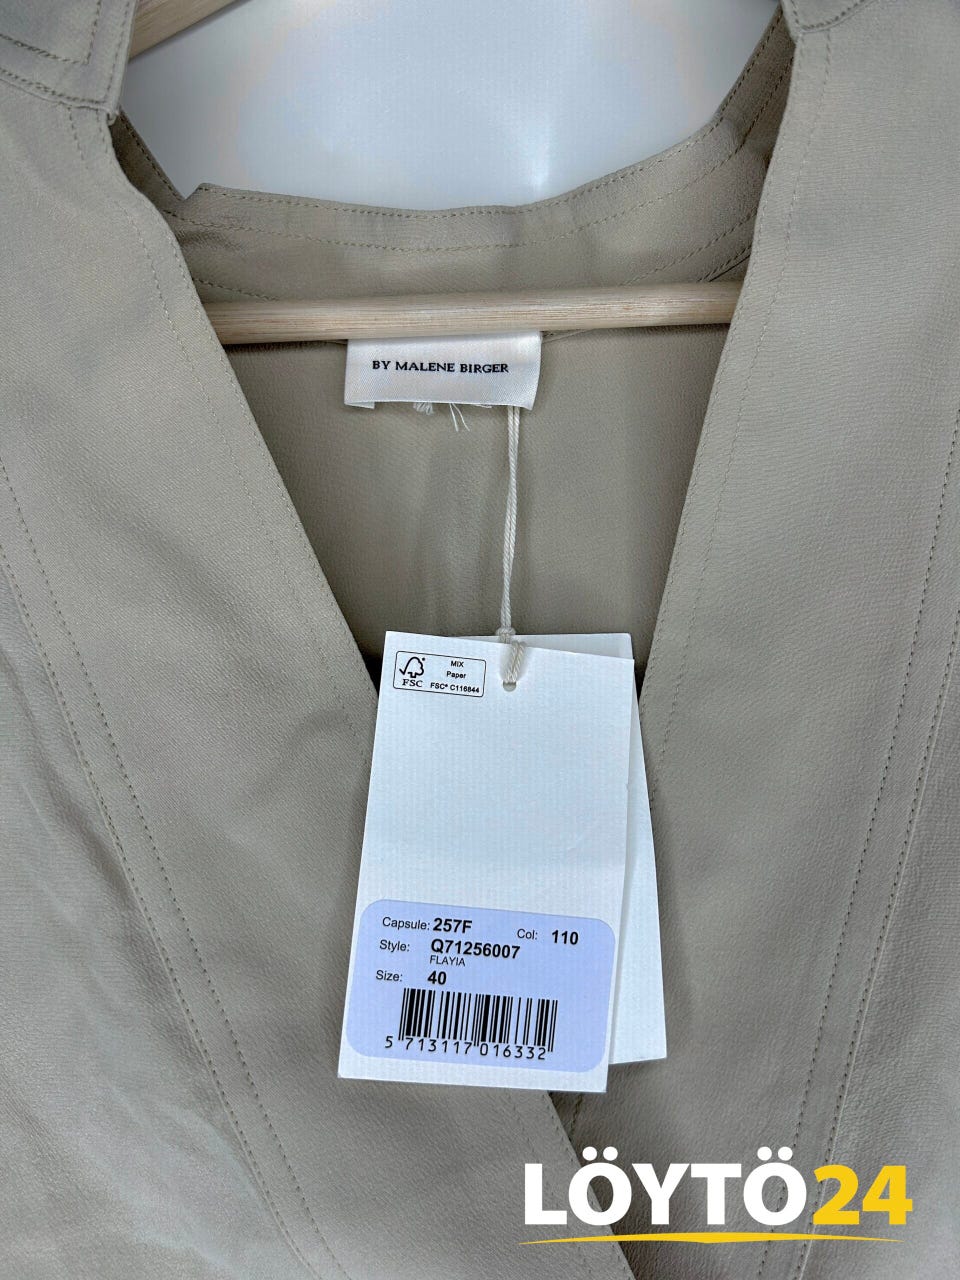 BY MALENE BIRGER
MIX
Paper
FSC
FSC® C116844
Capsule: 257F Col: 110
Style: Q71256007
FLAYIA
Size: 40
5 713117 016332
LÖYTÖ24